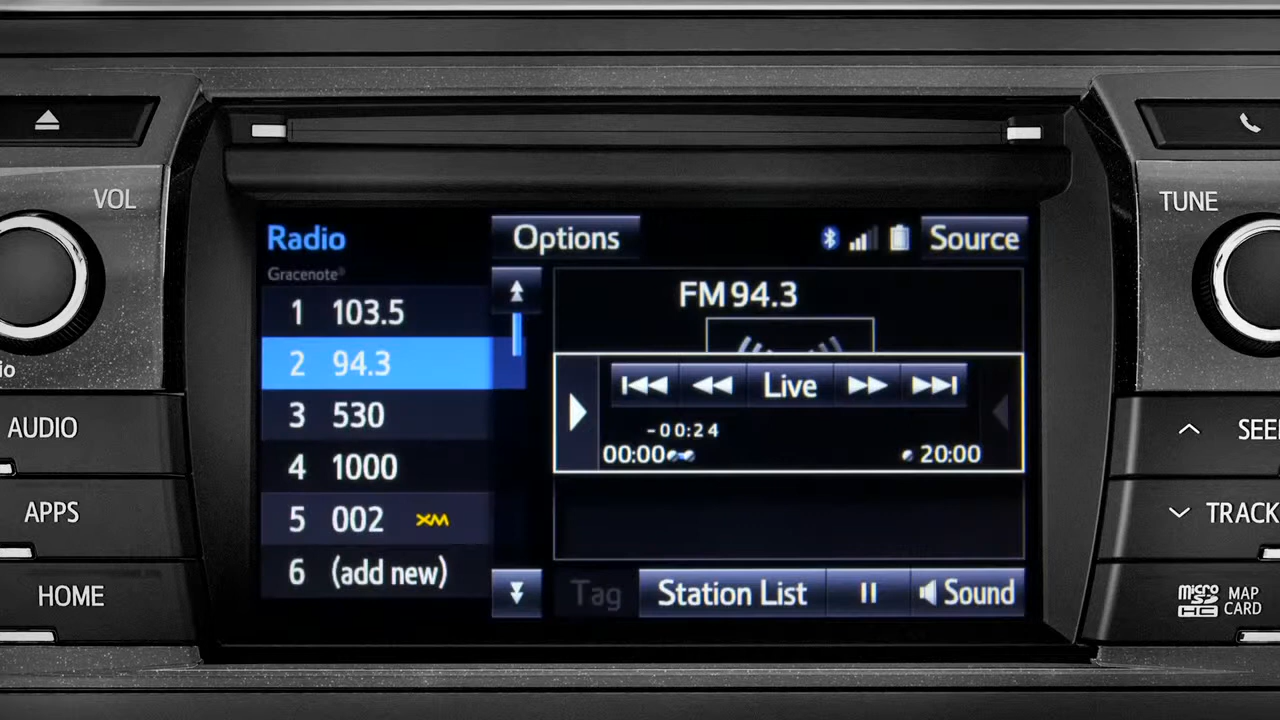 VOL
TUNE
Radio
Options
Source
Gracenote®
FM 94.3
1 103.5
2 94.3
3 530
4 1000
5 002 XM
6 (add new)
Live
-00:24
00:00
20:00
Tag
Station List
Sound
io
AUDIO
APPS
HOME
SEE
TRACK
micro SD HC
MAP CARD